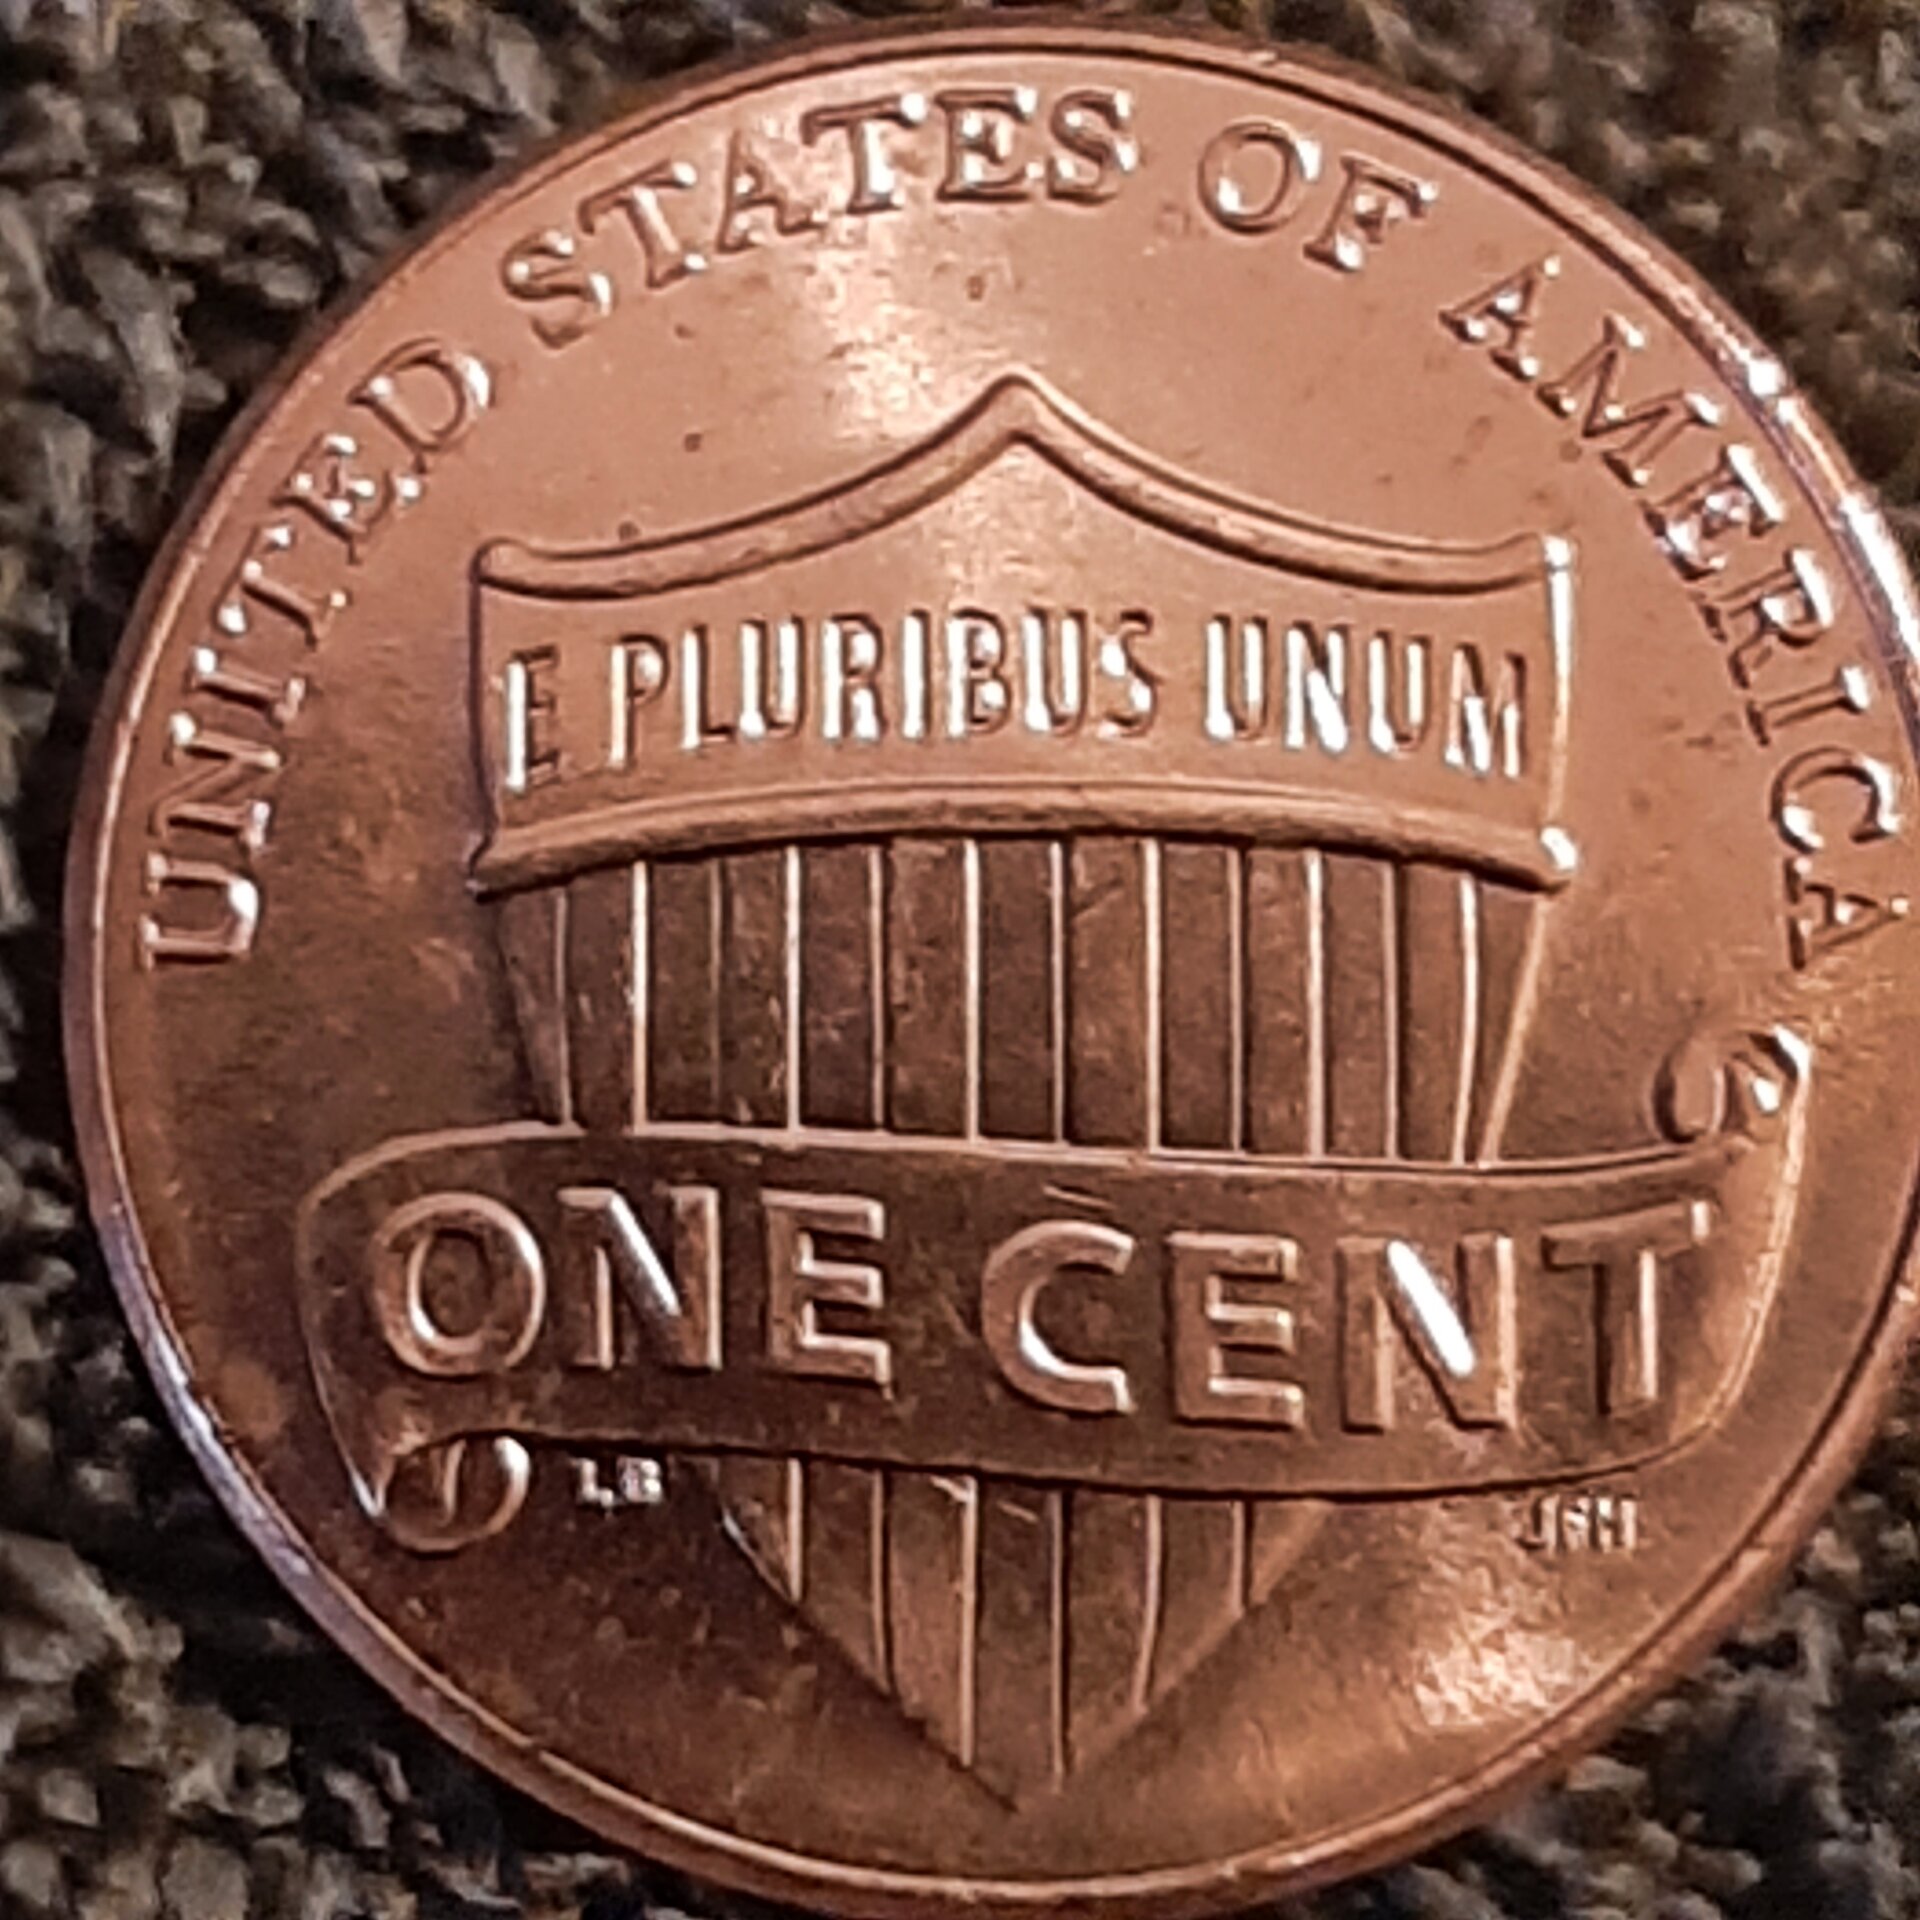 UNITED STATES OF AMERICA
E PLURIBUS UNUM
ONE CENT
LB
JFM